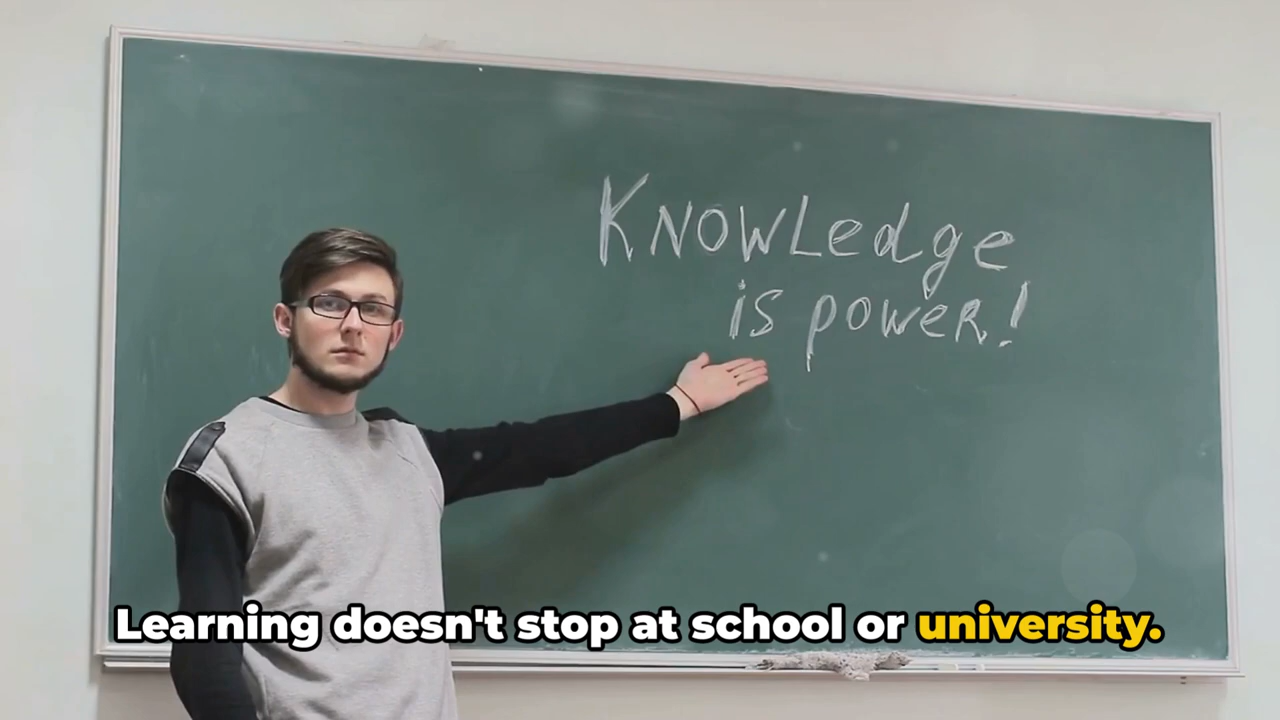 Knowledge
is power!
Learning doesn't stop at school or university.